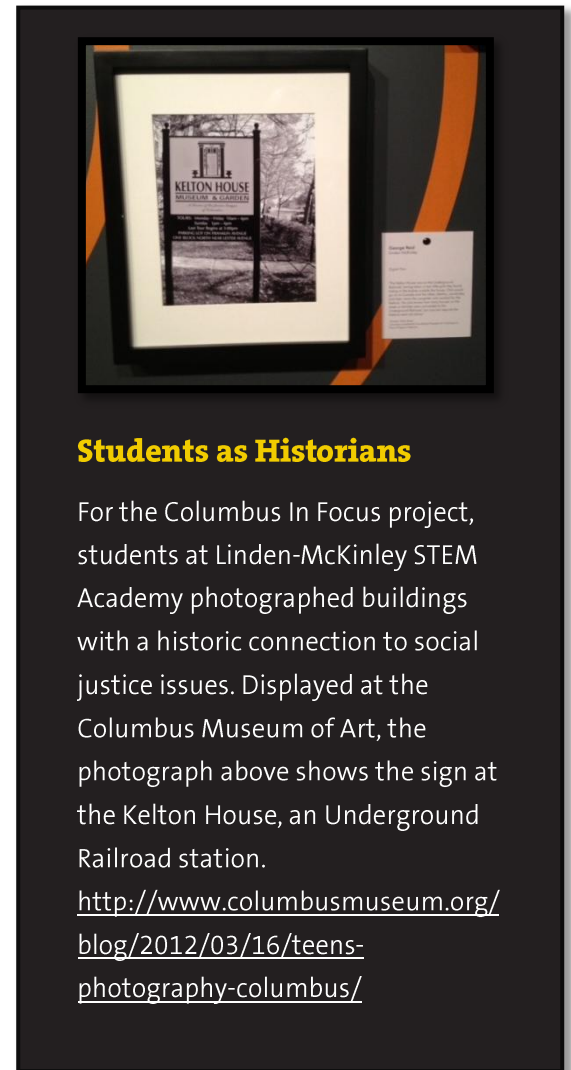 KELTON HOUSE
MUSEUM & GARDEN
Students as Historians
For the Columbus In Focus project,
students at Linden-McKinley STEM
Academy photographed buildings
with a historic connection to social
justice issues. Displayed at the
Columbus Museum of Art, the
photograph above shows the sign at
the Kelton House, an Underground
Railroad station.
http://www.columbusmuseum.org/
blog/2012/03/16/teens-
photography-columbus/